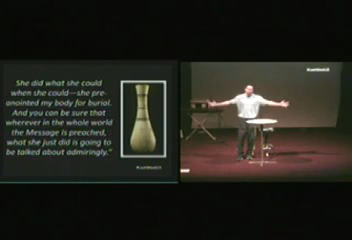 She did what she could
when she could—she pre-
anointed my body for burial.
And you can be sure that
wherever in the whole world
the Message is preached,
what she just did is going to
be talked about admiringly."